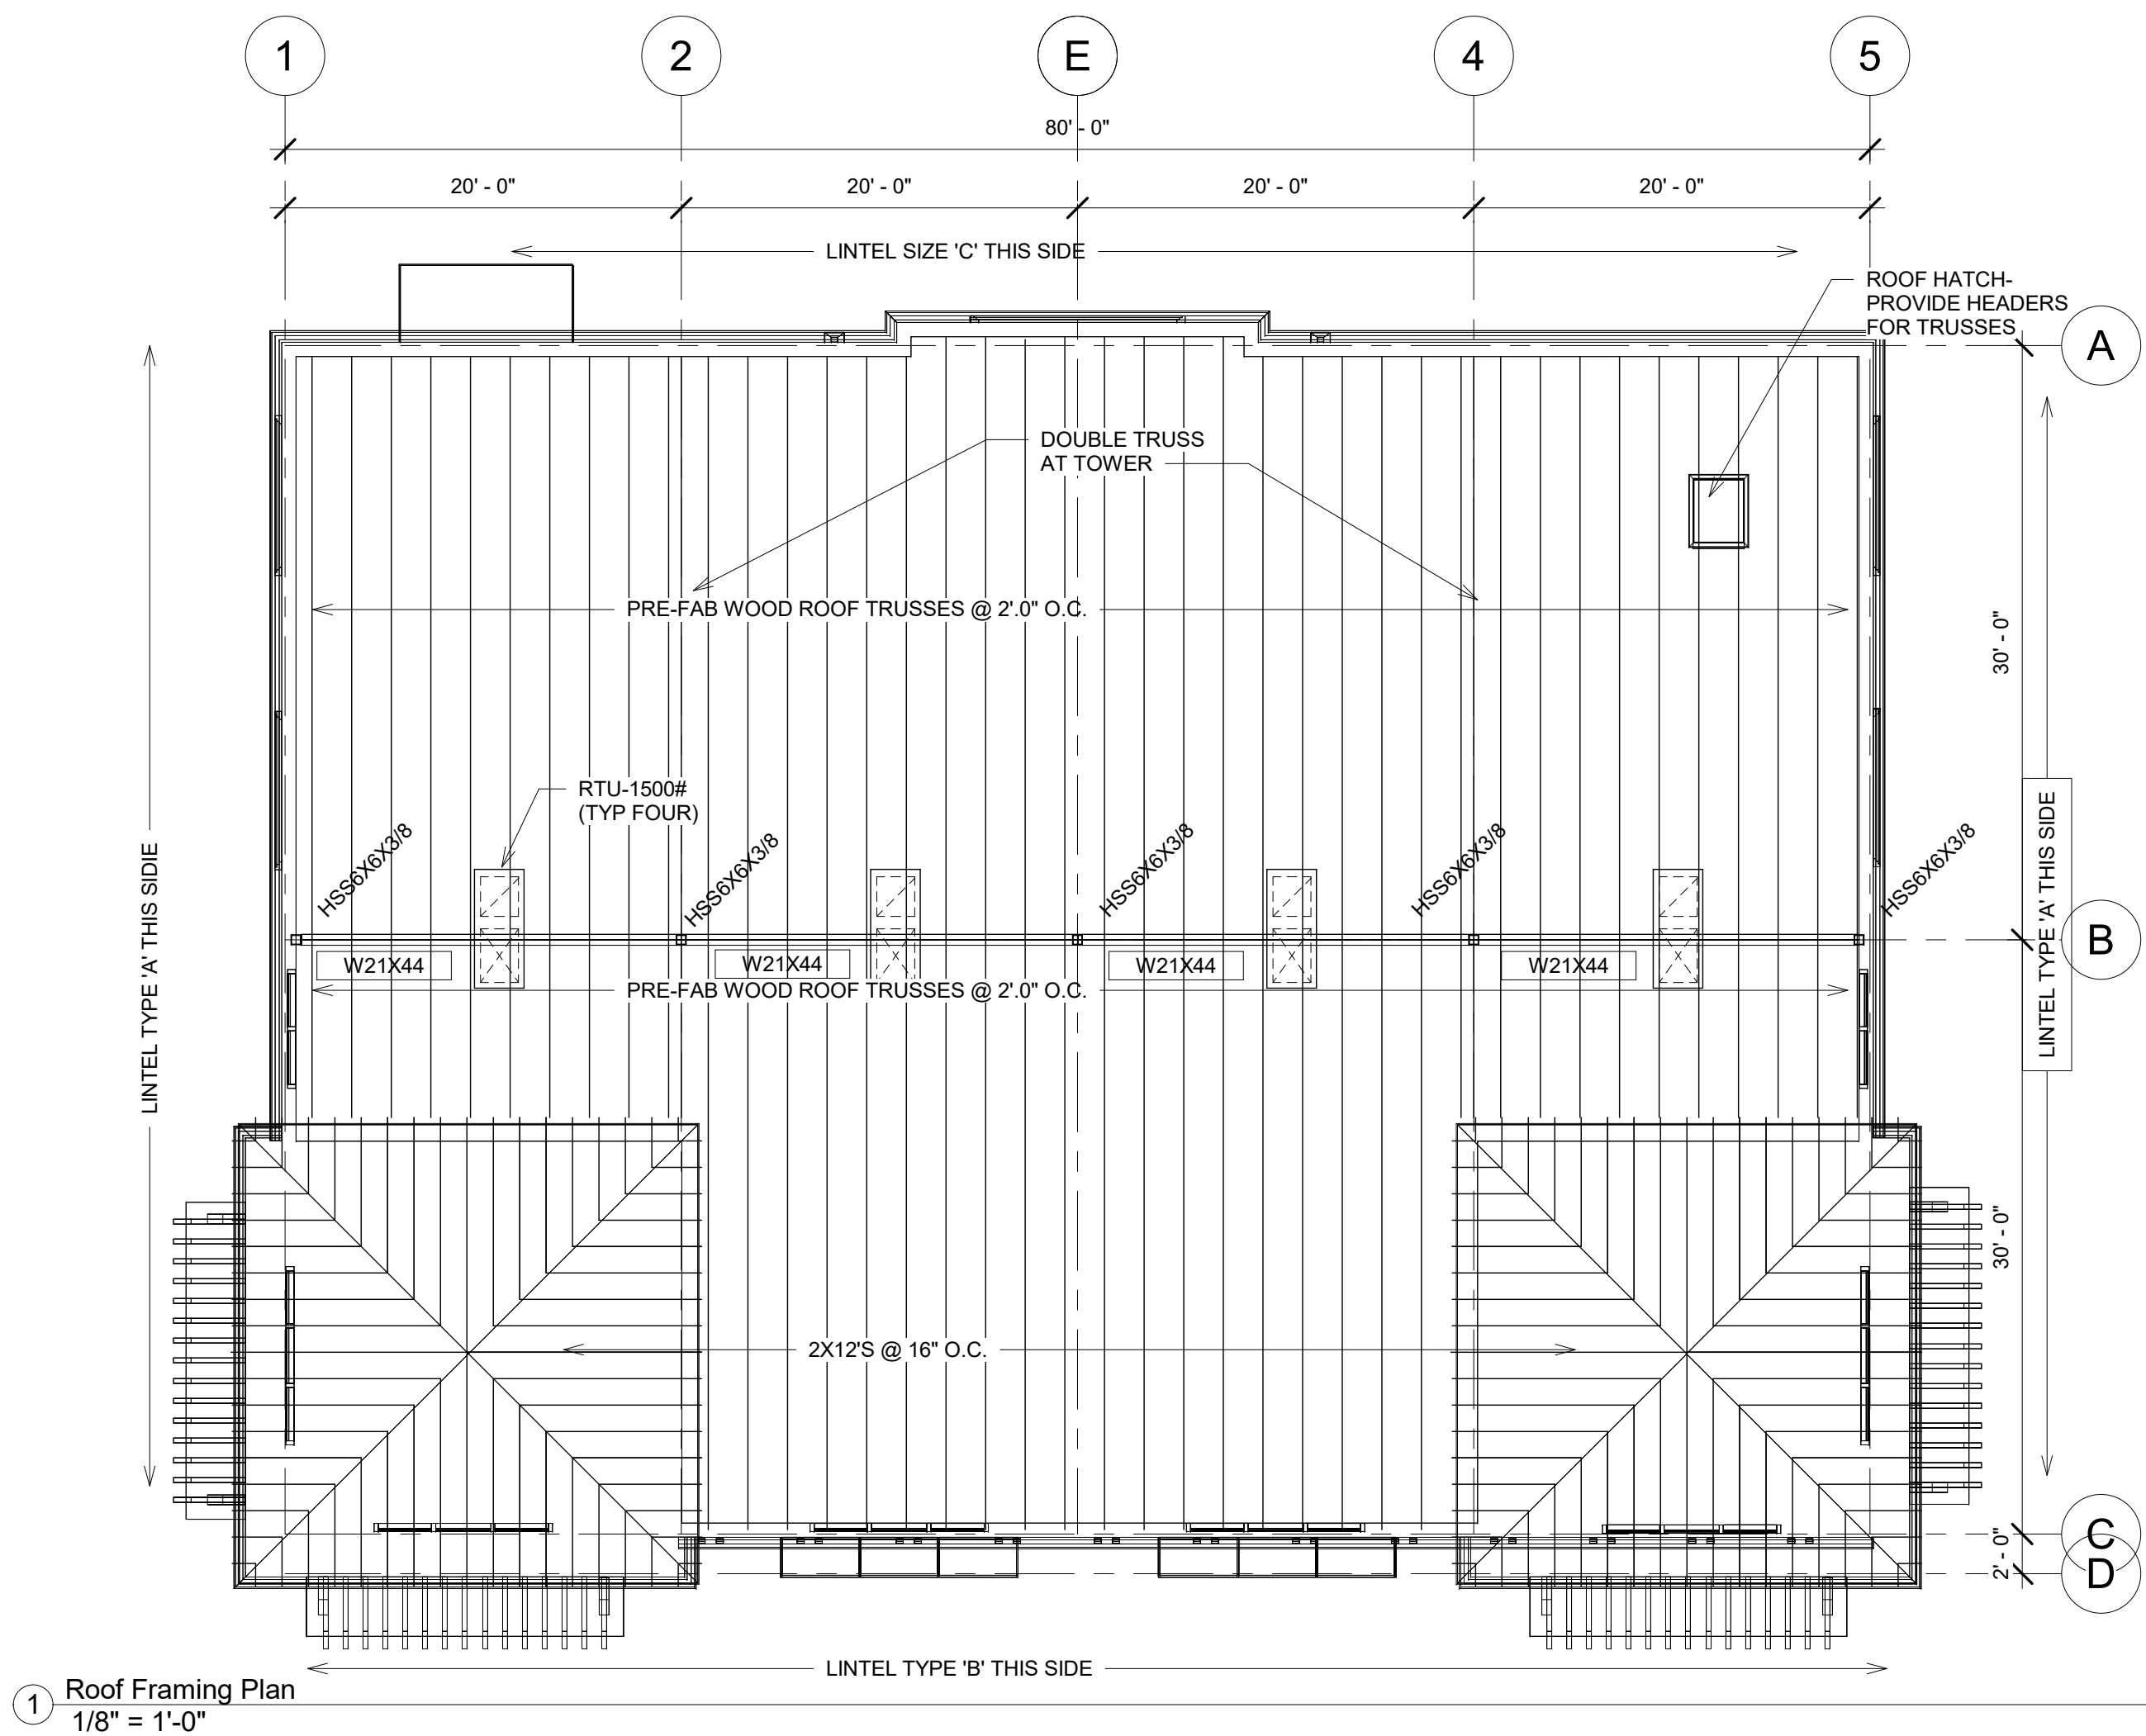 1
2
E
4
5
80' - 0"
20' - 0"
20' - 0"
20' - 0"
20' - 0"
LINTEL SIZE 'C' THIS SIDE
ROOF HATCH-
PROVIDE HEADERS
FOR TRUSSES
A
DOUBLE TRUSS
AT TOWER
PRE-FAB WOOD ROOF TRUSSES @ 2'.0" O.C.
30' - 0"
RTU-1500#
(TYP FOUR)
HSS6X6X3/8
HSS6X6X3/8
HSS6X6X3/8
HSS6X6X3/8
HSS6X6X3/8
LINTEL TYPE 'A' THIS SIDIE
LINTEL TYPE 'A' THIS SIDE
B
W21X44
W21X44
W21X44
W21X44
PRE-FAB WOOD ROOF TRUSSES @ 2'.0" O.C.
30' - 0"
2X12'S @ 16" O.C.
C
2' - 0"
D
LINTEL TYPE 'B' THIS SIDE
1
Roof Framing Plan
1/8" = 1'-0"